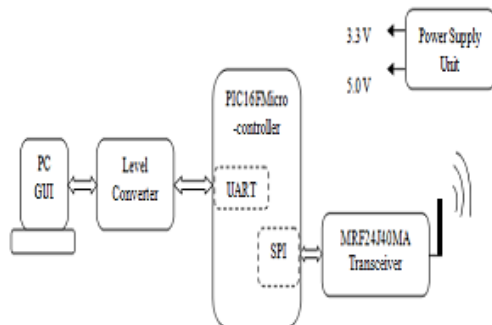 3.3 V
5.0 V
Power Supply
Unit
PIC16FMicro
-controller
PC
GUI
Level
Converter
UART
SPI
MRF24J40MA
Transceiver